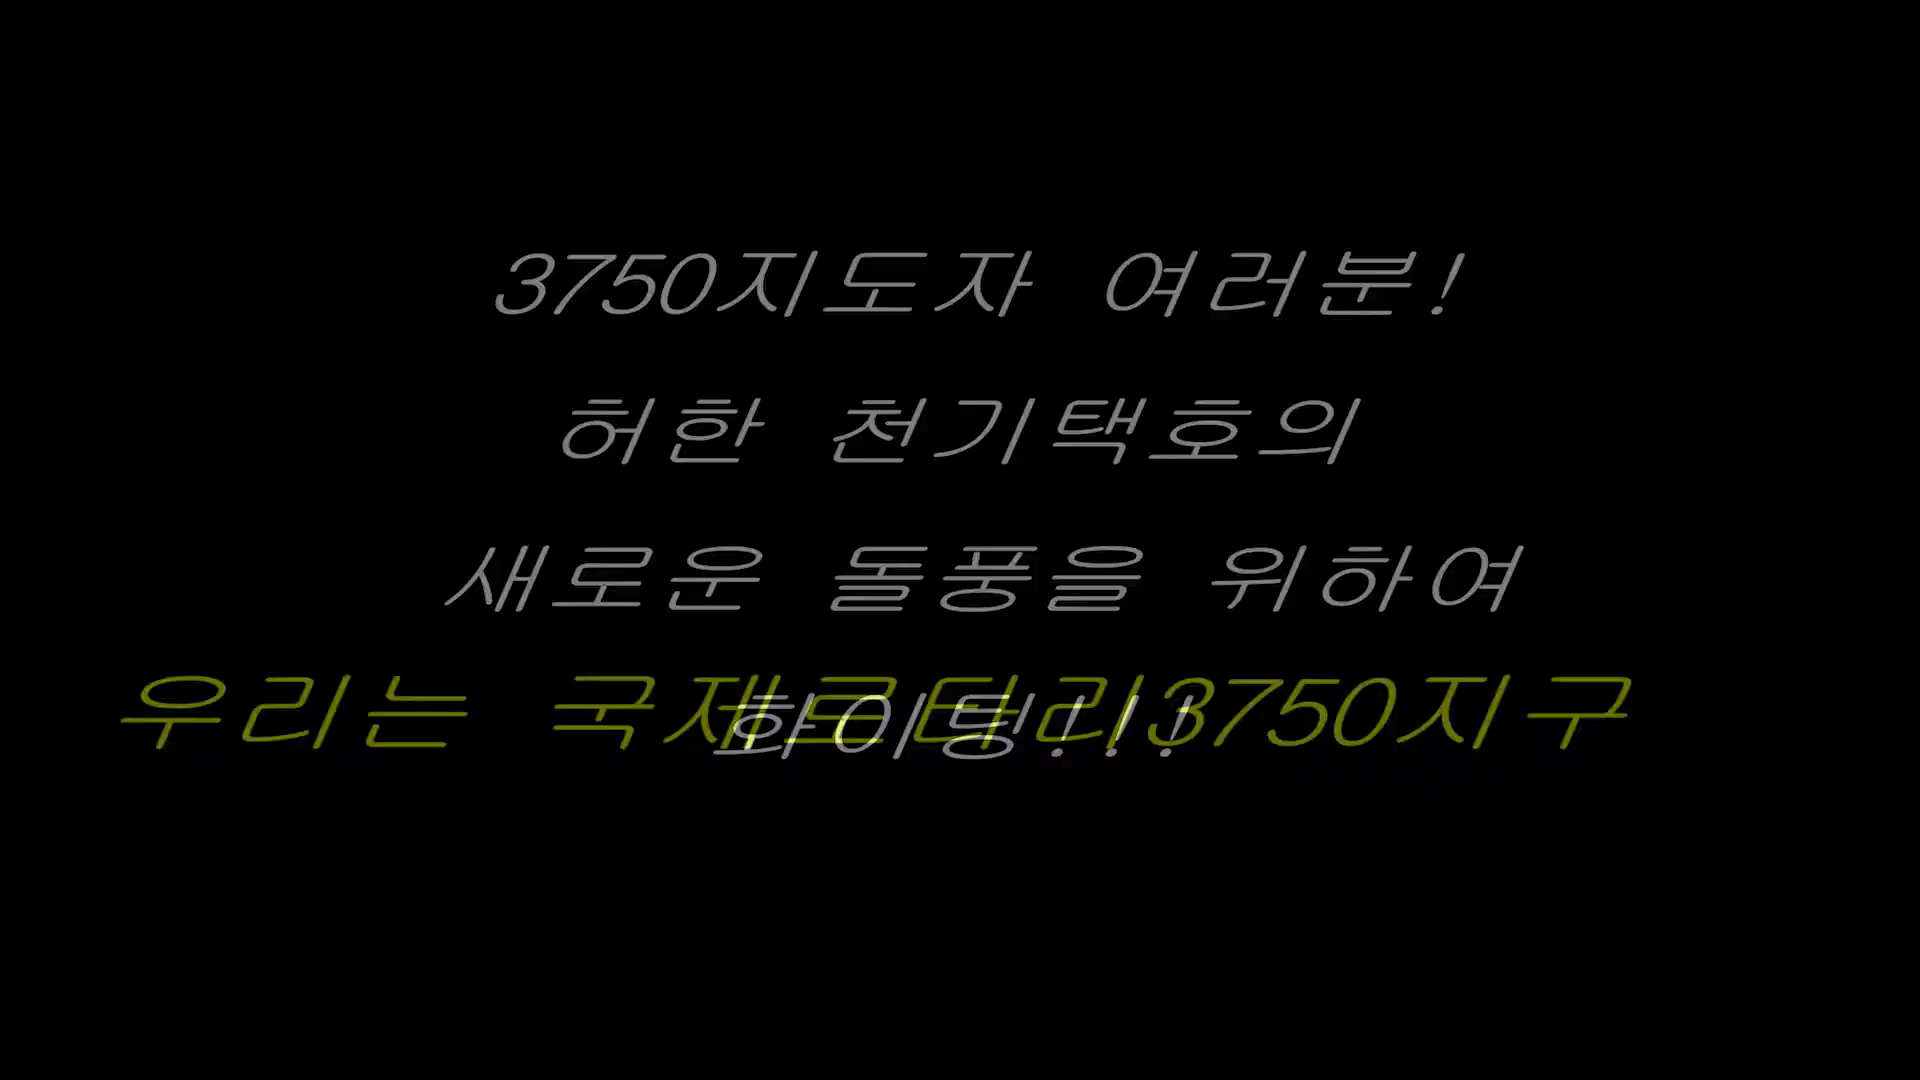 3750지도자 여러분!
허한 천기택호의
새로운 돌풍을 위하여
우리는 국제로타리3750지구
화이팅!!!